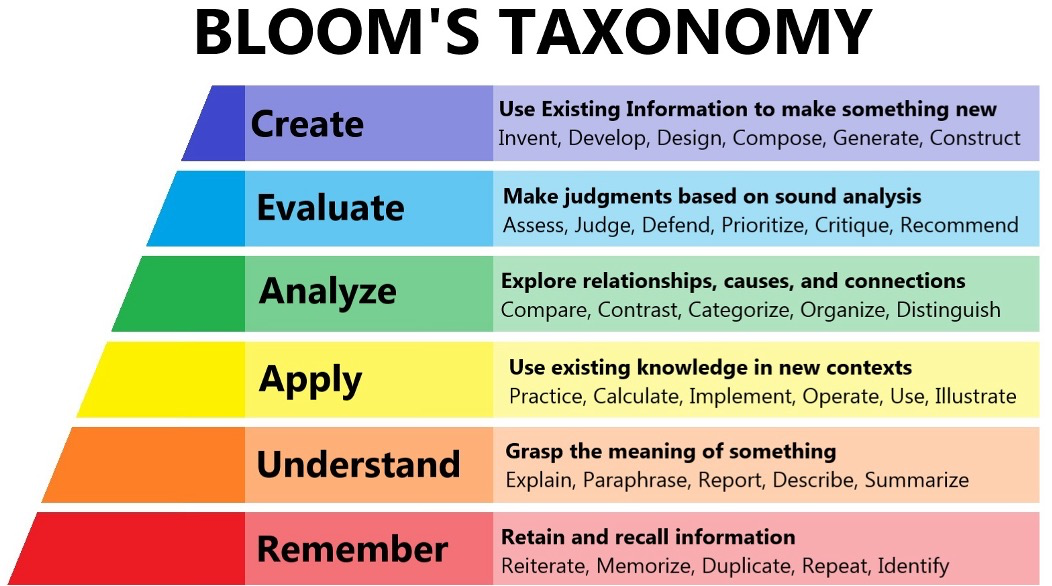 BLOOM'S TAXONOMY
Create
Use Existing Information to make something new
Invent, Develop, Design, Compose, Generate, Construct
Evaluate
Make judgments based on sound analysis
Assess, Judge, Defend, Prioritize, Critique, Recommend
Analyze
Explore relationships, causes, and connections
Compare, Contrast, Categorize, Organize, Distinguish
Apply
Use existing knowledge in new contexts
Practice, Calculate, Implement, Operate, Use, Illustrate
Understand
Grasp the meaning of something
Explain, Paraphrase, Report, Describe, Summarize
Remember
Retain and recall information
Reiterate, Memorize, Duplicate, Repeat, Identify